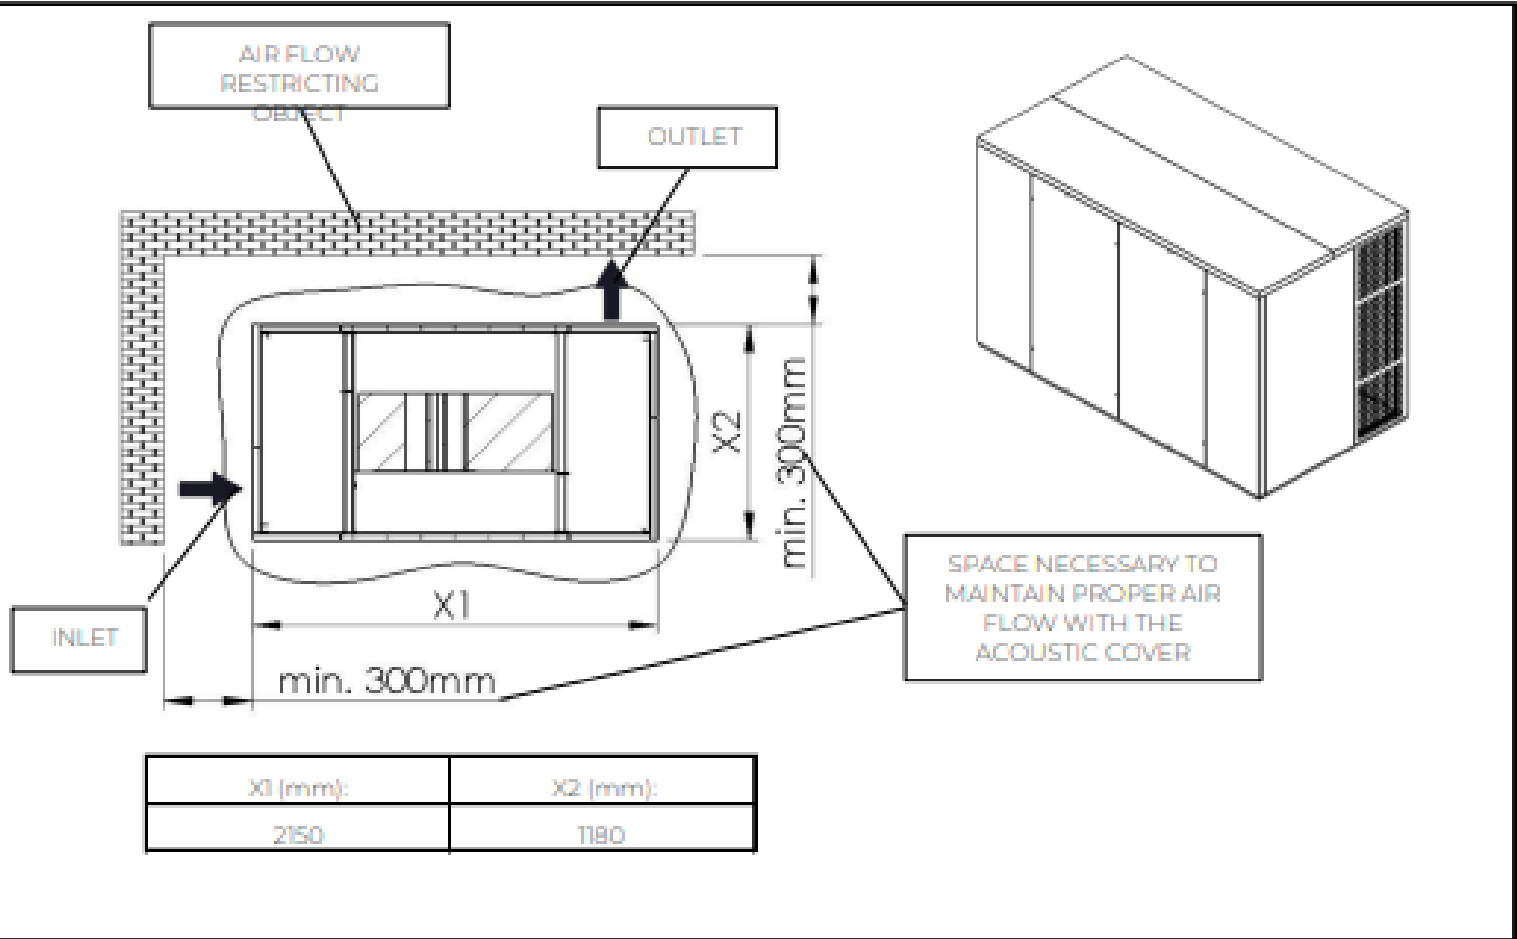 AIR FLOW
RESTRICTING
OBJECT
OUTLET
X2
min. 300mm
SPACE NECESSARY TO
MAINTAIN PROPER AIR
FLOW WITH THE
ACOUSTIC COVER
X1
INLET
min. 300mm
X1 (mm): X2 (mm):
2150 1180